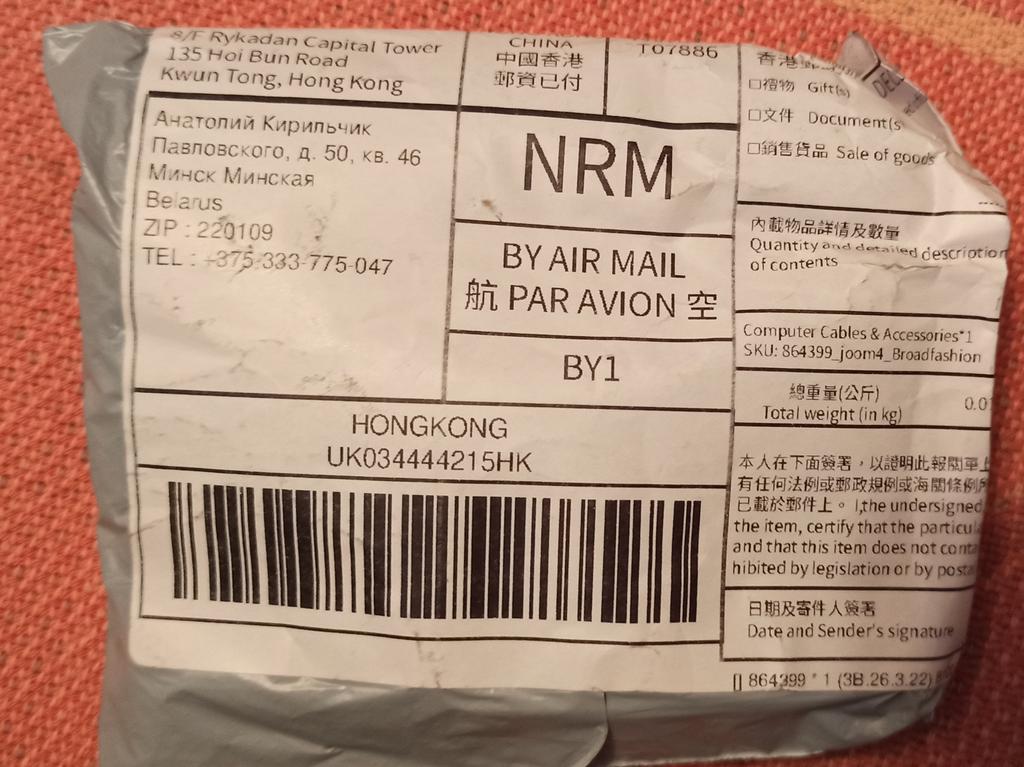 8/F Rykadan Capital Tower
135 Hoi Bun Road
Kwun Tong, Hong Kong
CHINA
中國香港
郵資已付
T07886
香港郵
□禮物 Gift(s)
□文件 Document(s
□銷售貨品 Sale of goods
DEL
Анатолий Кирильчик
Павловского, д. 50, кв. 46
Минск Минская
Belarus
ZIP : 220109
TEL : +375-333-775-047
NRM
BY AIR MAIL
航 PAR AVION 空
BY1
內載物品詳情及數量
Quantity and detailed description
of contents
Computer Cables & Accessories*1
SKU: 864399_joom4_Broadfashion
總重量(公斤)
Total weight (in kg)
0.0
HONGKONG
UK034444215HK
本人在下面簽署，以證明此報關單上
有任何法例或郵政規例或海關條例所
已載於郵件上。 I,the undersigned
the item, certify that the particula
and that this item does not conta
hibited by legislation or by posta
日期及寄件人簽署
Date and Sender's signature
[] 864399 * 1 (3B.26.3.22)